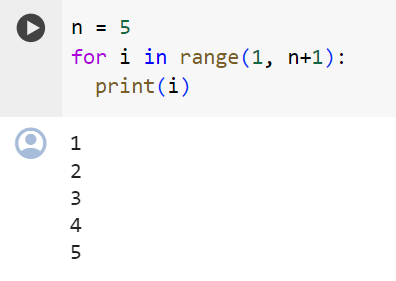 n = 5
for i in range(1, n+1):
  print(i)
1
2
3
4
5